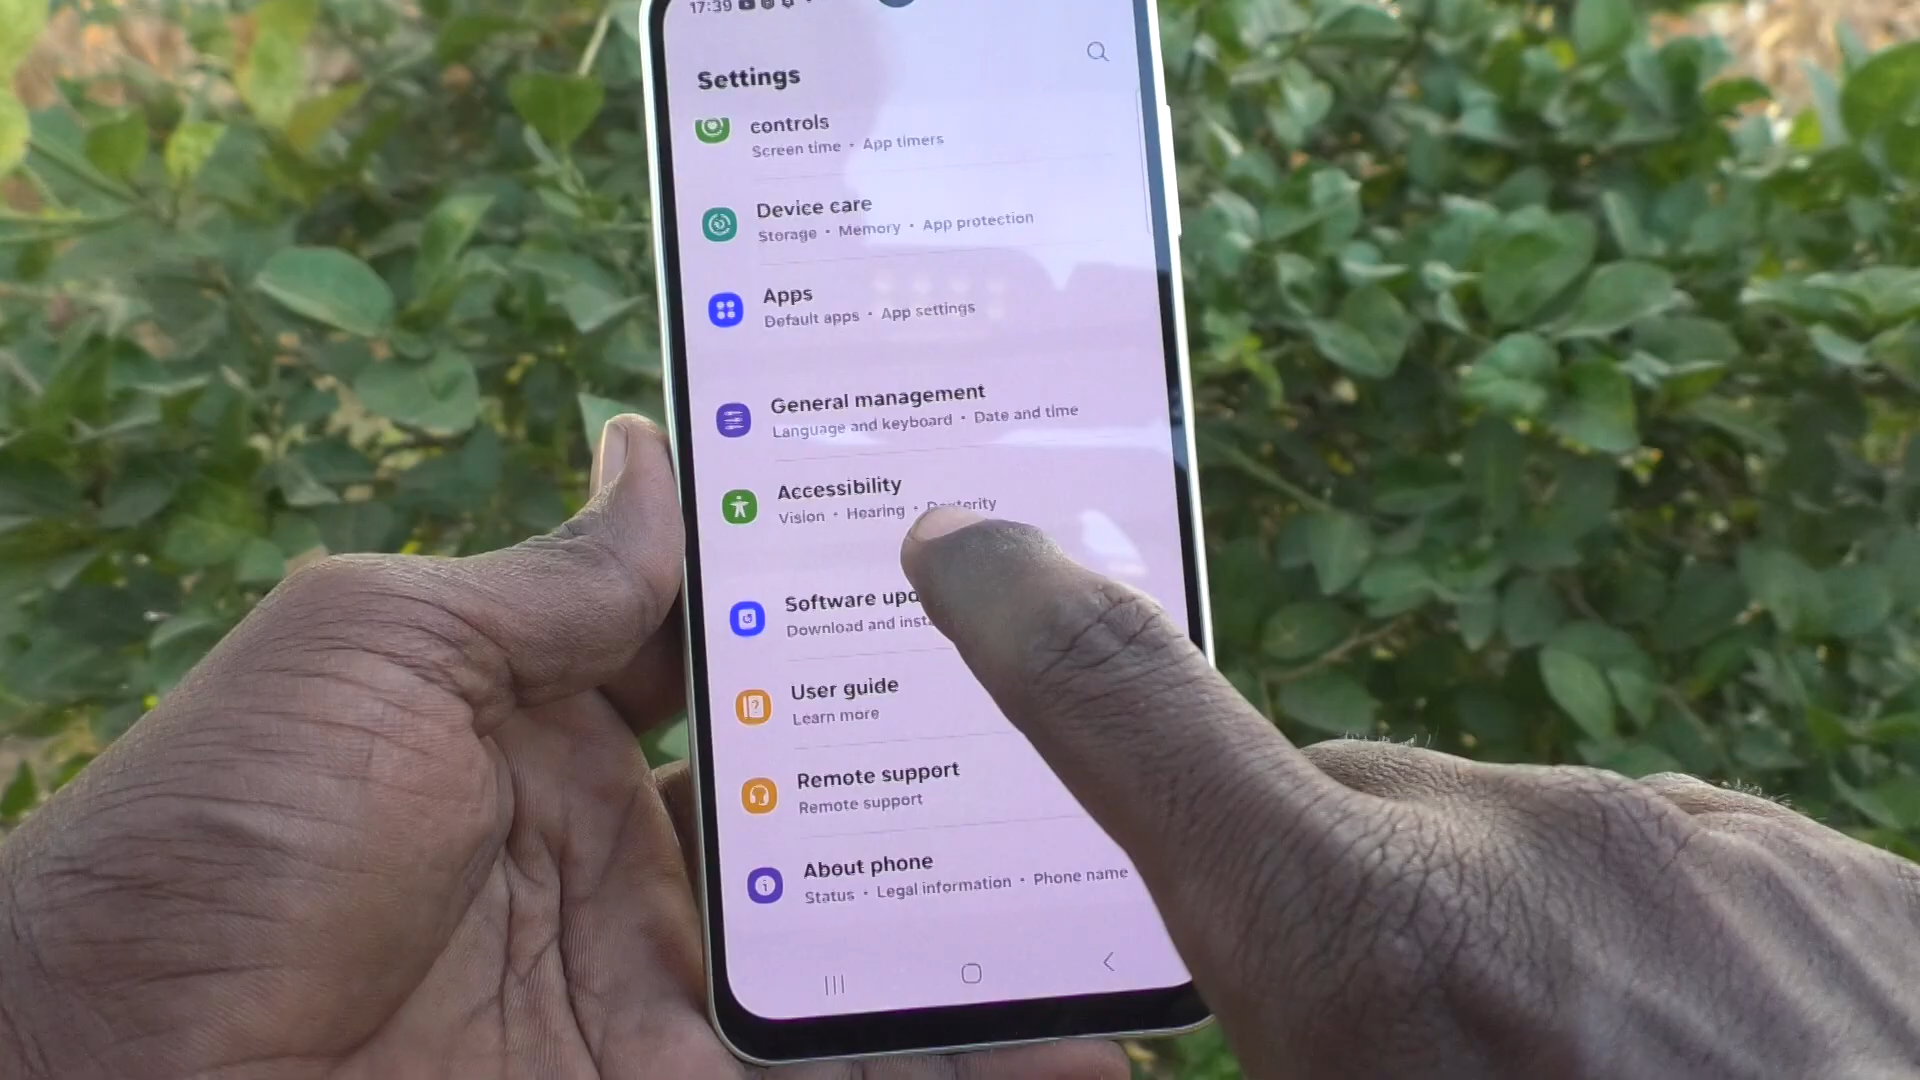 17:39
Settings
controls
Screen time • App timers
Device care
Storage • Memory • App protection
Apps
Default apps • App settings
General management
Language and keyboard • Date and time
Accessibility
Vision • Hearing •
Software
Download and
User guide
Learn more
Remote support
Remote support
About phone
Status • Legal information • Phone name